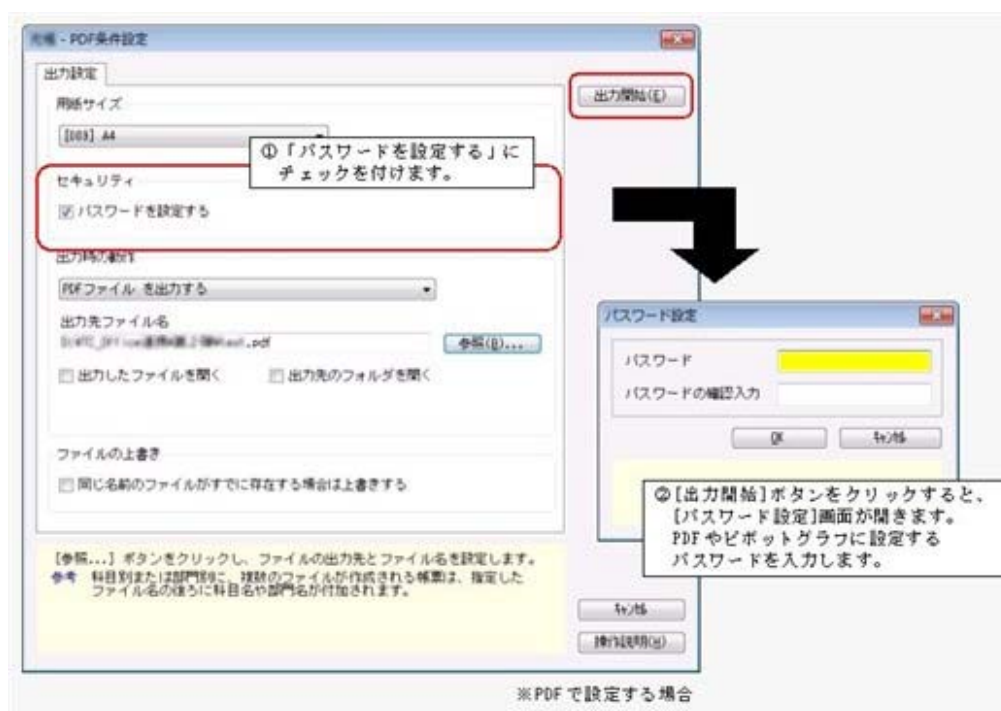 - PDF条件設定
出力設定
出力開始(E)
用紙サイズ
[003] A4
①「パスワードを設定する」に
チェックを付けます。
セキュリティ
パスワードを設定する
出力時の動作
PDFファイル を出力する
出力先ファイル名
.pdf
参照(B)...
出力したファイルを開く
出力先のフォルダを開く
ファイルの上書き
同じ名前のファイルがすでに存在する場合は上書きする
パスワード設定
パスワード
パスワードの確認入力
OK
キャンセル
②[出力開始]ボタンをクリックすると、
[パスワード設定]画面が開きます。
PDFやピボットグラフに設定する
パスワードを入力します。
[参照...] ボタンをクリックし、ファイルの出力先とファイル名を設定します。
参考 科目別または部門別に、複数のファイルが作成される帳票は、指定した
ファイル名の後ろに科目名や部門名が付加されます。
キャンセル
操作説明(H)
※PDFで設定する場合